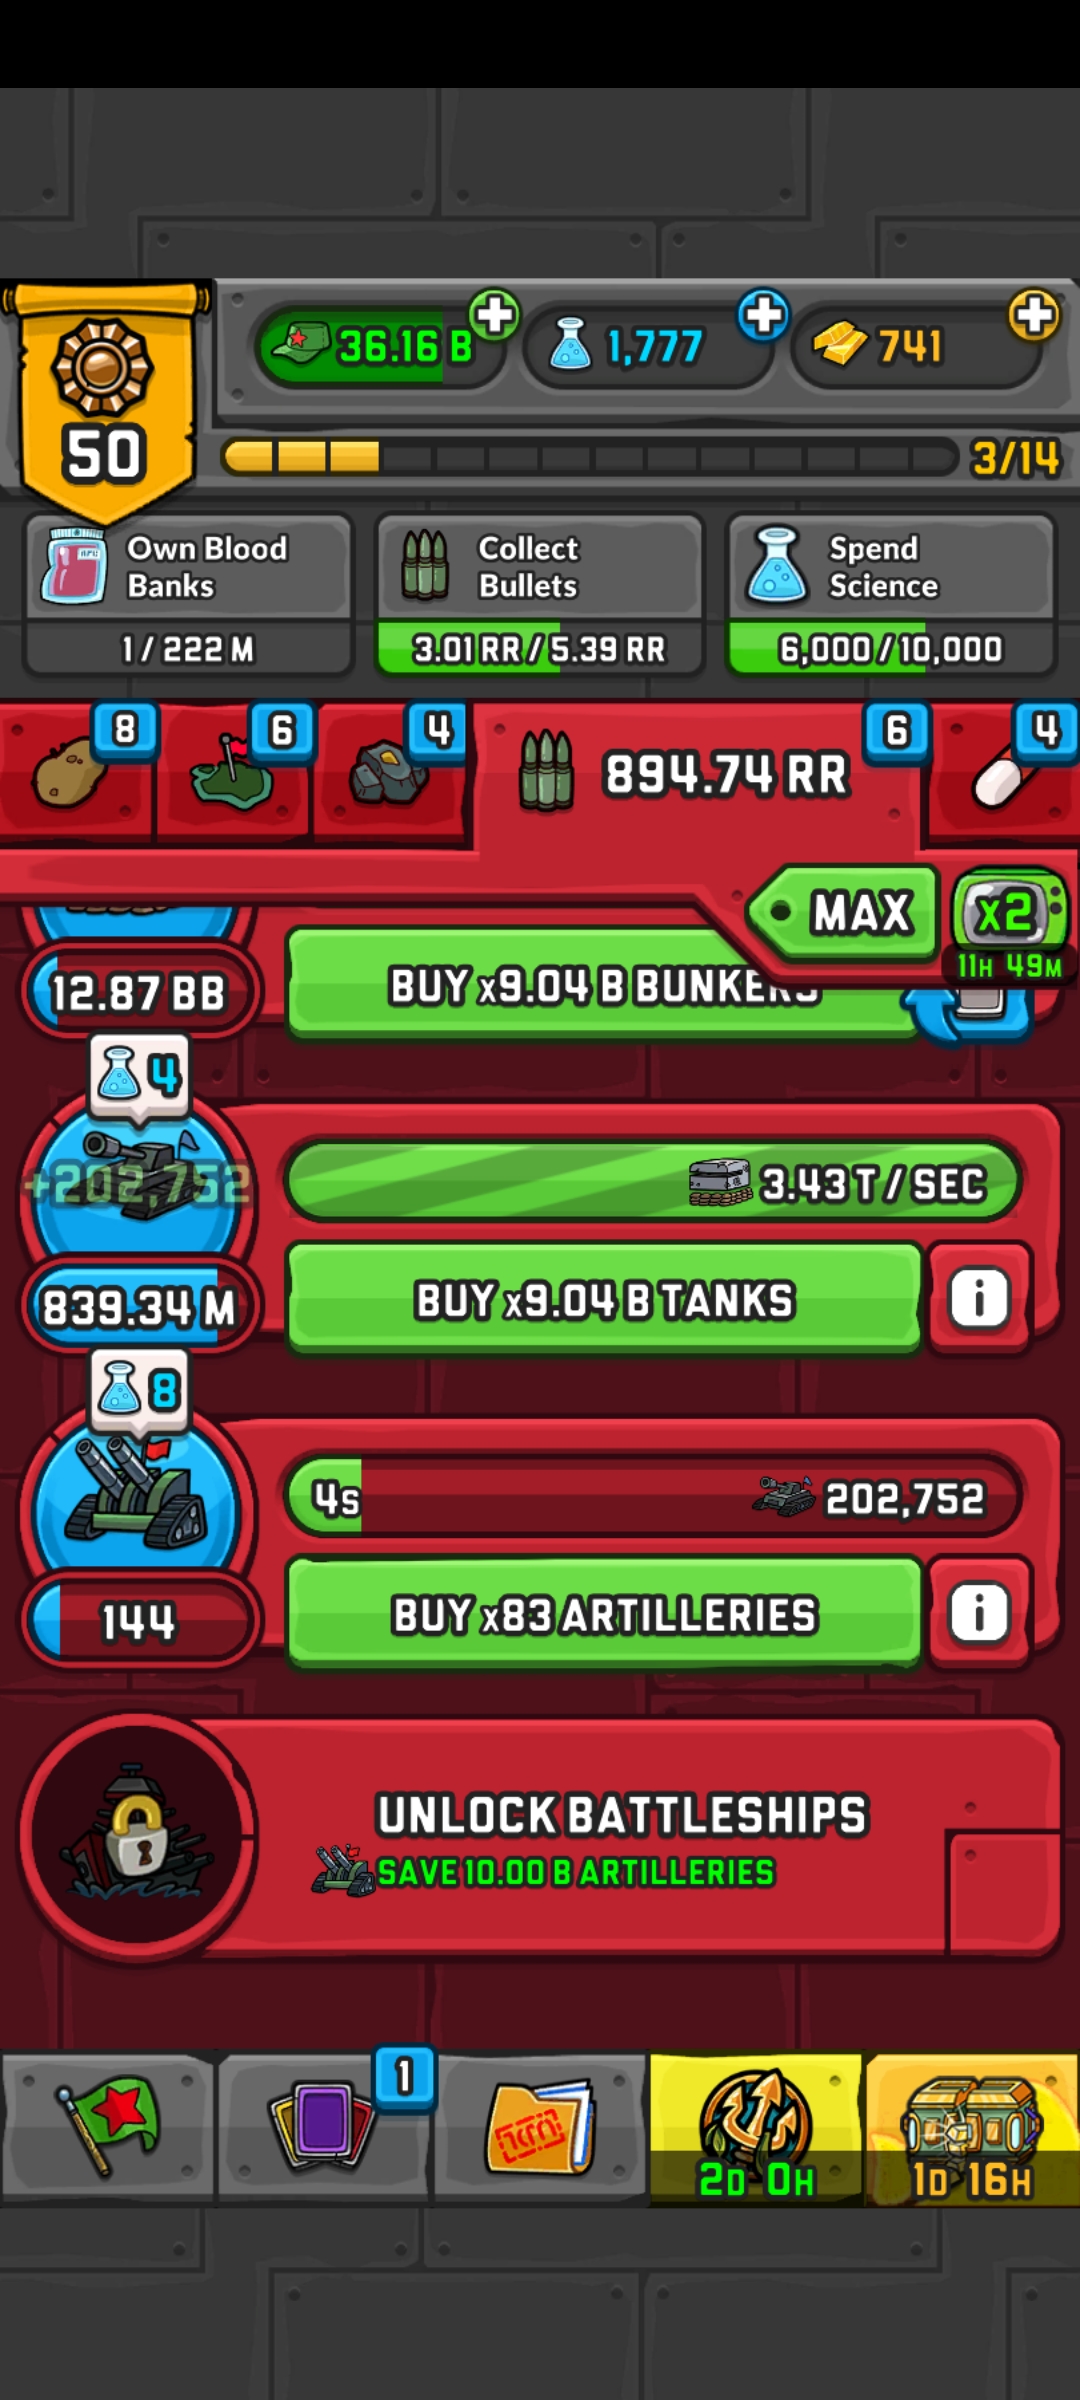 36.16 B
1,777
741
50
3/14
Own Blood
Banks
1 / 222 M
Collect
Bullets
3.01 RR / 5.39 RR
Spend
Science
6,000 / 10,000
8
6
4
894.74 RR
6
4
MAX
x2
11H 49M
12.87 BB
BUY x9.04 B BUNKERS
4
+202,752
3.43 T / SEC
839.34 M
BUY x9.04 B TANKS
i
8
4s
202,752
144
BUY x83 ARTILLERIES
i
UNLOCK BATTLESHIPS
SAVE 10.00 B ARTILLERIES
1
2D 0H
1D 16H